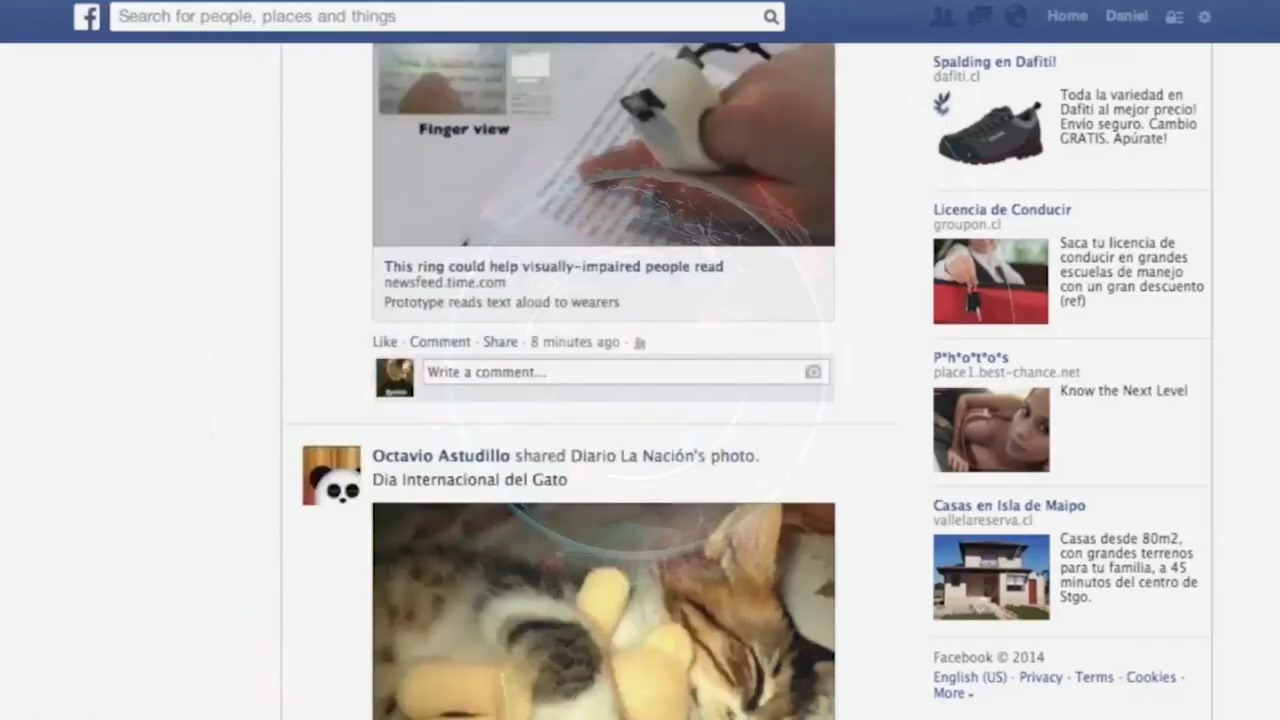 Search for people, places and things
Home
Daniel
Finger view
This ring could help visually-impaired people read
newsfeed.time.com
Prototype reads text aloud to wearers
Like · Comment · Share · 8 minutes ago ·
Write a comment...
Octavio Astudillo shared Diario La Nación's photo.
Dia Internacional del Gato
Spalding en Dafiti!
dafiti.cl
Toda la variedad en
Dafiti al mejor precio!
Envío seguro. Cambio
GRATIS. Apúrate!
Licencia de Conducir
groupon.cl
Saca tu licencia de
conducir en grandes
escuelas de manejo
con un gran descuento
(ref)
P*h*o*t*o*s
place1.best-chance.net
Know the Next Level
Casas en Isla de Maipo
vallelareserva.cl
Casas desde 80m2,
con grandes terrenos
para tu familia, a 45
minutos del centro de
Stgo.
Facebook © 2014
English (US) · Privacy · Terms · Cookies ·
More